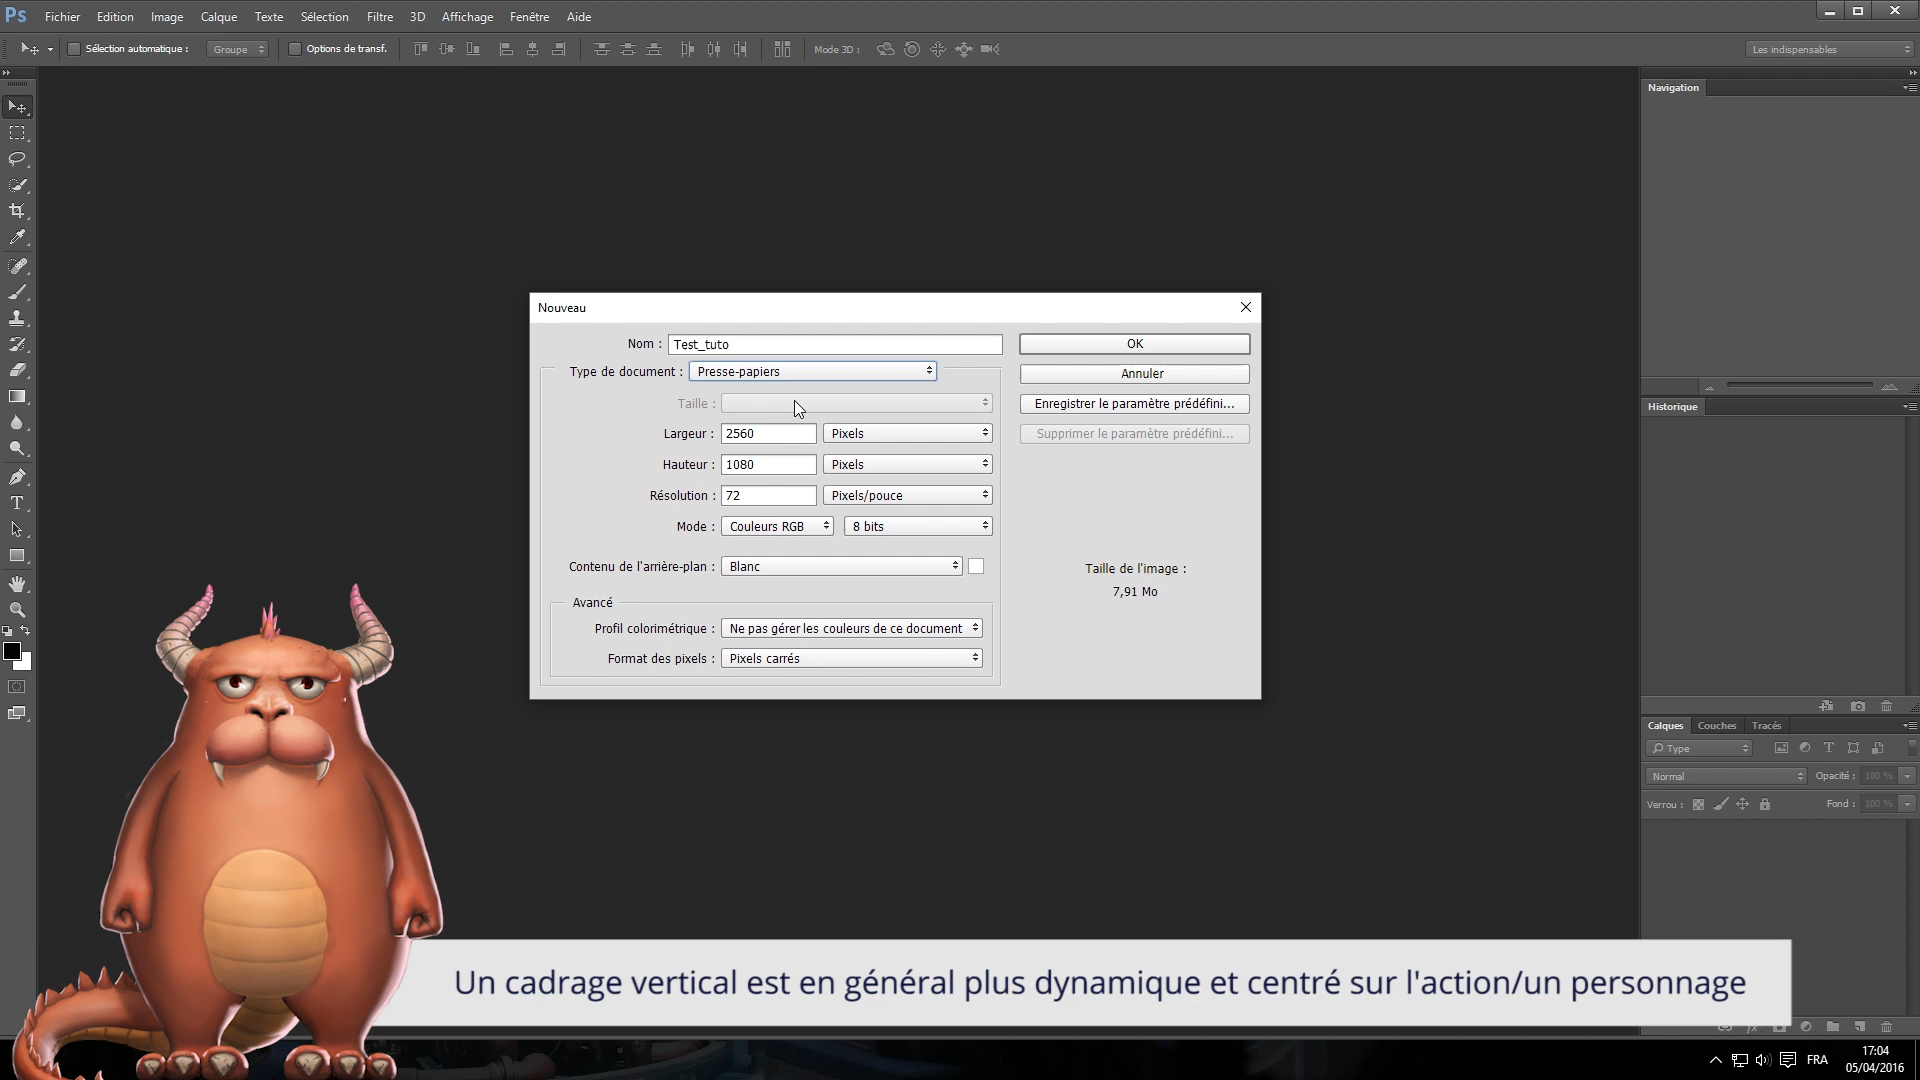 Ps Fichier Edition Image Calque Texte Sélection Filtre 3D Affichage Fenêtre Aide
Sélection automatique : Groupe Options de transf. Mode 3D : Les indispensables
Navigation
Historique
Nouveau
Nom : Test_tuto OK
Type de document : Presse-papiers Annuler
Taille : Enregistrer le paramètre prédéfini...
Largeur : 2560 Pixels Supprimer le paramètre prédéfini...
Hauteur : 1080 Pixels
Résolution : 72 Pixels/pouce
Mode : Couleurs RGB 8 bits
Contenu de l'arrière-plan : Blanc
Taille de l'image :
7,91 Mo
Avancé
Profil colorimétrique : Ne pas gérer les couleurs de ce document
Format des pixels : Pixels carrés
Calques Couches Tracés
Type
Normal Opacité : 100 %
Verrou : Fond : 100 %
Un cadrage vertical est en général plus dynamique et centré sur l'action/un personnage
fx
FRA 17:04
05/04/2016